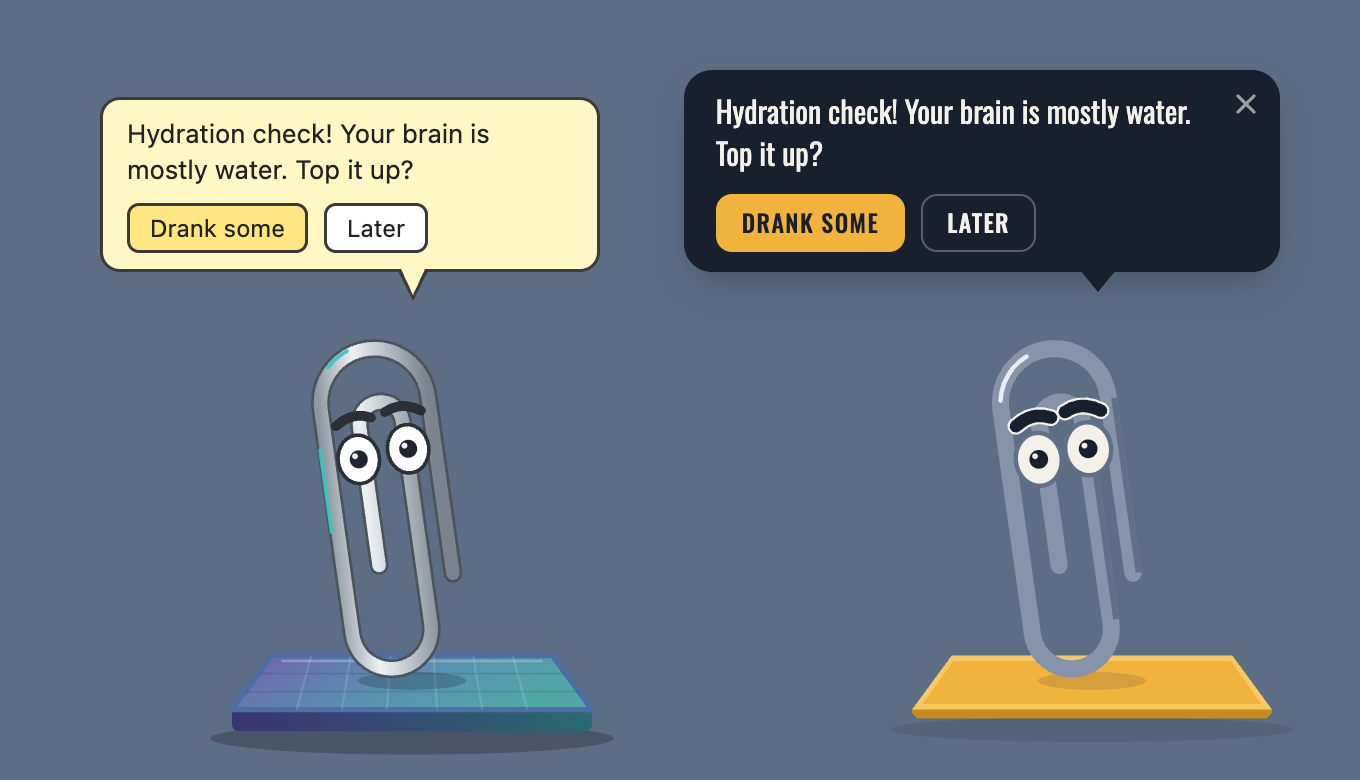 Hydration check! Your brain is
mostly water. Top it up?
Drank some
Later
Hydration check! Your brain is mostly water.
Top it up?
DRANK SOME
LATER